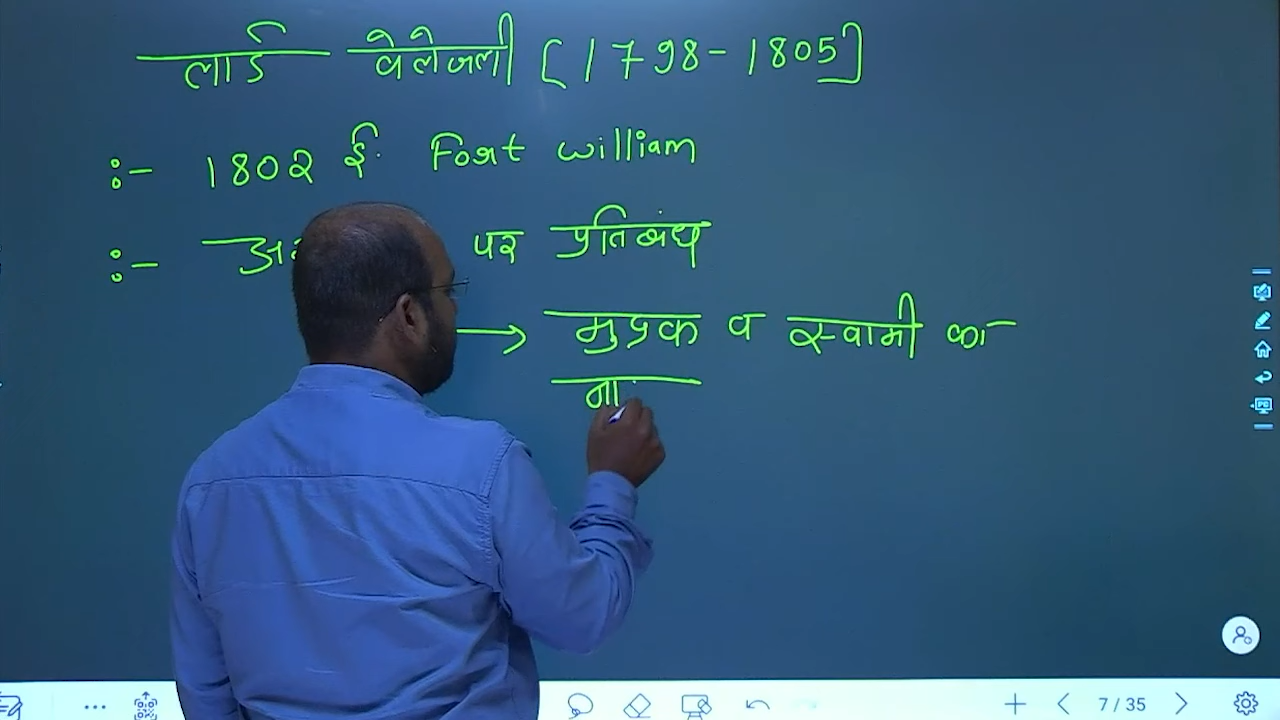 लार्ड वेलेजली [1798-1805]
:- 1802 ई. Fort william
:- पर प्रतिबंध
→ मुद्रक व स्वामी का
ना
7/35